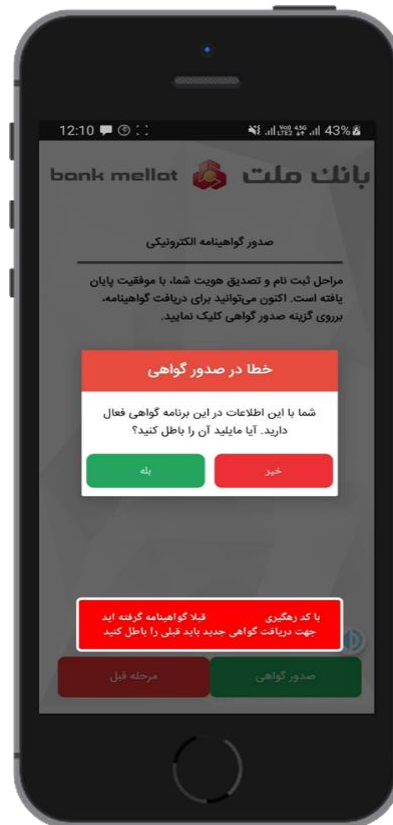 12:10 43%
bank mellat بانك ملت
صدور گواهینامه الکترونیکی
مراحل ثبت نام و تصدیق هویت شما، با موفقیت پایان
یافته است. اکنون می‌توانید برای دریافت گواهینامه،
برروی گزینه صدور گواهی کلیک نمایید.
خطا در صدور گواهی
شما با این اطلاعات در این برنامه گواهی فعال
دارید. آیا مایلید آن را باطل کنید؟
خیر
بله
با کد رهگیری قبلا گواهینامه گرفته اید
جهت دریافت گواهی جدید باید قبلی را باطل کنید
صدور گواهی
مرحله قبل